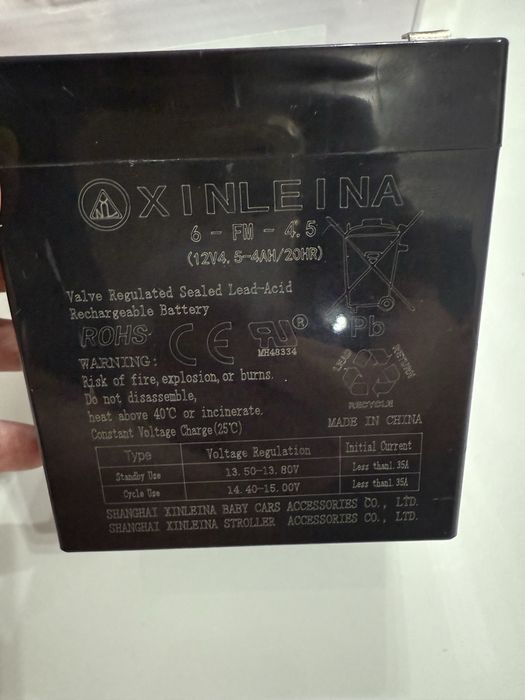 XINLEINA
6-FM-4.5
(12V4.5-4AH/20HR)
Valve Regulated Sealed Lead-Acid
Rechargeable Battery
ROHS CE ®
MH48334
Pb
WARNING:
Risk of fire,explosion,or burns.
Do not disassemble,
heat above 40℃ or incinerate.
Constant Voltage Charge(25℃)
LEAD RETURN
RECYCLE
MADE IN CHINA
Type Voltage Regulation Initial Current
Standby Use 13.50-13.80V Less than1.35A
Cycle Use 14.40-15.00V Less than1.35A
SHANGHAI XINLEINA BABY CARS ACCESSORIES CO., LTD.
SHANGHAI XINLEINA STROLLER ACCESSORIES CO., LTD.